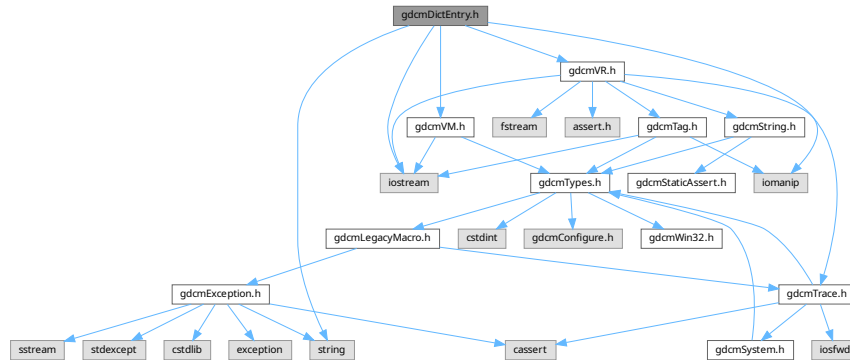 gdcmDictEntry.h
gdcmVR.h
gdcmVM.h
fstream
assert.h
gdcmTag.h
gdcmString.h
iostream
gdcmTypes.h
gdcmStaticAssert.h
iomanip
gdcmLegacyMacro.h
cstdint
gdcmConfigure.h
gdcmWin32.h
gdcmException.h
gdcmTrace.h
sstream
stdexcept
cstdlib
exception
string
cassert
gdcmSystem.h
iosfwd